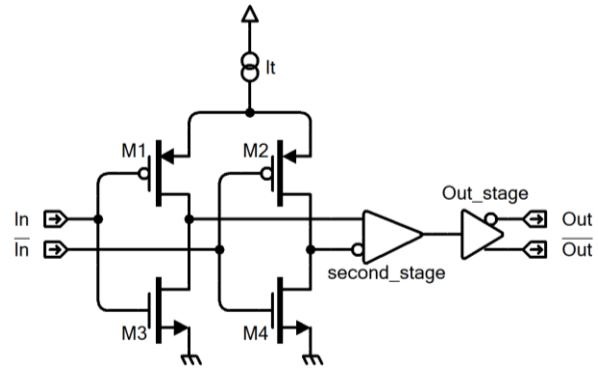 It
M1
M2
Out_stage
In
Out
In
Out
second_stage
M3
M4